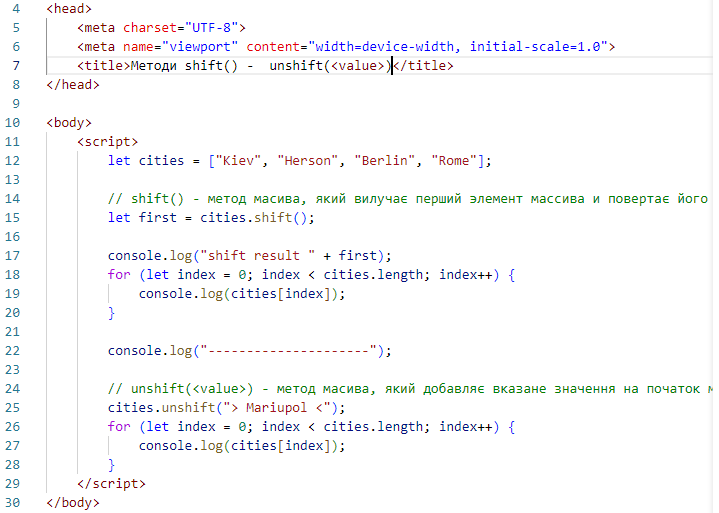 4 <head>
5     <meta charset="UTF-8">
6     <meta name="viewport" content="width=device-width, initial-scale=1.0">
7     <title>Методи shift() -  unshift(<value>)</title>
8 </head>
9
10 <body>
11     <script>
12         let cities = ["Kiev", "Herson", "Berlin", "Rome"];
13
14         // shift() - метод масива, який вилучає перший элемент массива и повертає його
15         let first = cities.shift();
16
17         console.log("shift result " + first);
18         for (let index = 0; index < cities.length; index++) {
19             console.log(cities[index]);
20         }
21
22         console.log("---------------------");
23
24         // unshift(<value>) - метод масива, який добавляє вказане значення на початок
25         cities.unshift("> Mariupol <");
26         for (let index = 0; index < cities.length; index++) {
27             console.log(cities[index]);
28         }
29     </script>
30 </body>